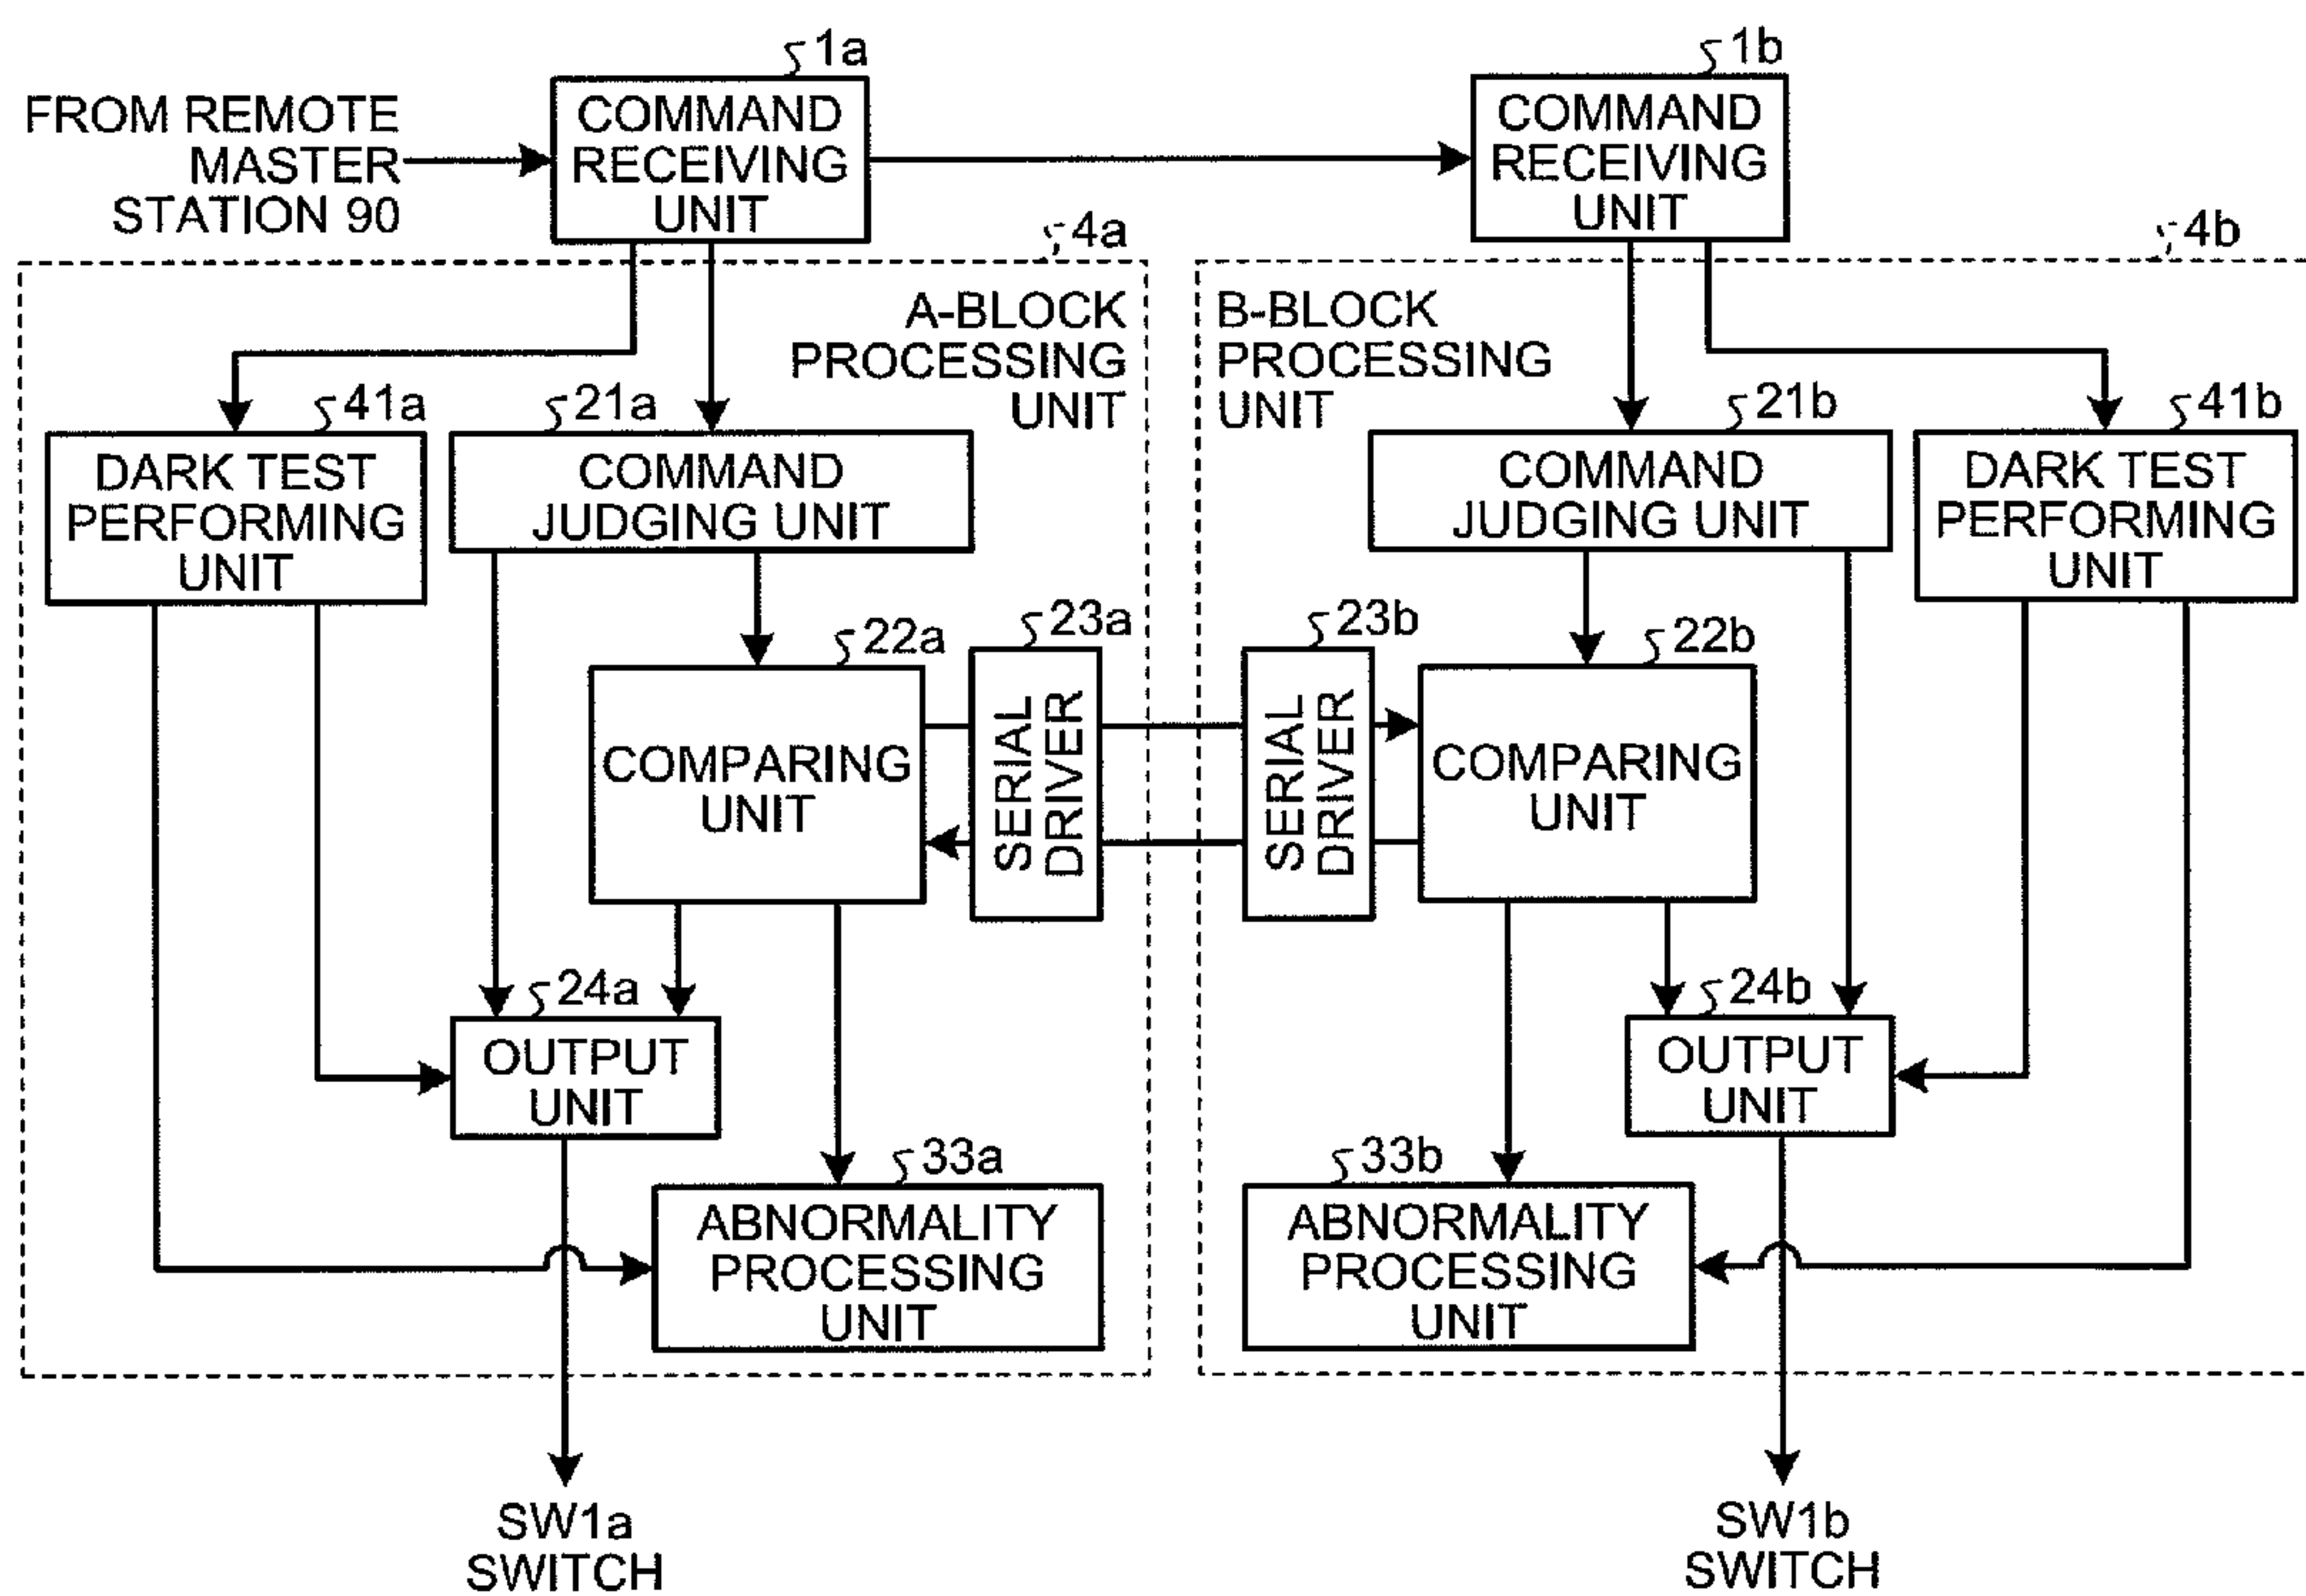 1a
1b
FROM REMOTE
MASTER
STATION 90
COMMAND
RECEIVING
UNIT
COMMAND
RECEIVING
UNIT
4a
4b
A-BLOCK
PROCESSING
UNIT
B-BLOCK
PROCESSING
UNIT
41a
21a
21b
41b
DARK TEST
PERFORMING
UNIT
COMMAND
JUDGING UNIT
COMMAND
JUDGING UNIT
DARK TEST
PERFORMING
UNIT
22a
23a
23b
22b
COMPARING
UNIT
SERIAL
DRIVER
SERIAL
DRIVER
COMPARING
UNIT
24a
24b
OUTPUT
UNIT
OUTPUT
UNIT
33a
33b
ABNORMALITY
PROCESSING
UNIT
ABNORMALITY
PROCESSING
UNIT
SW1a
SWITCH
SW1b
SWITCH